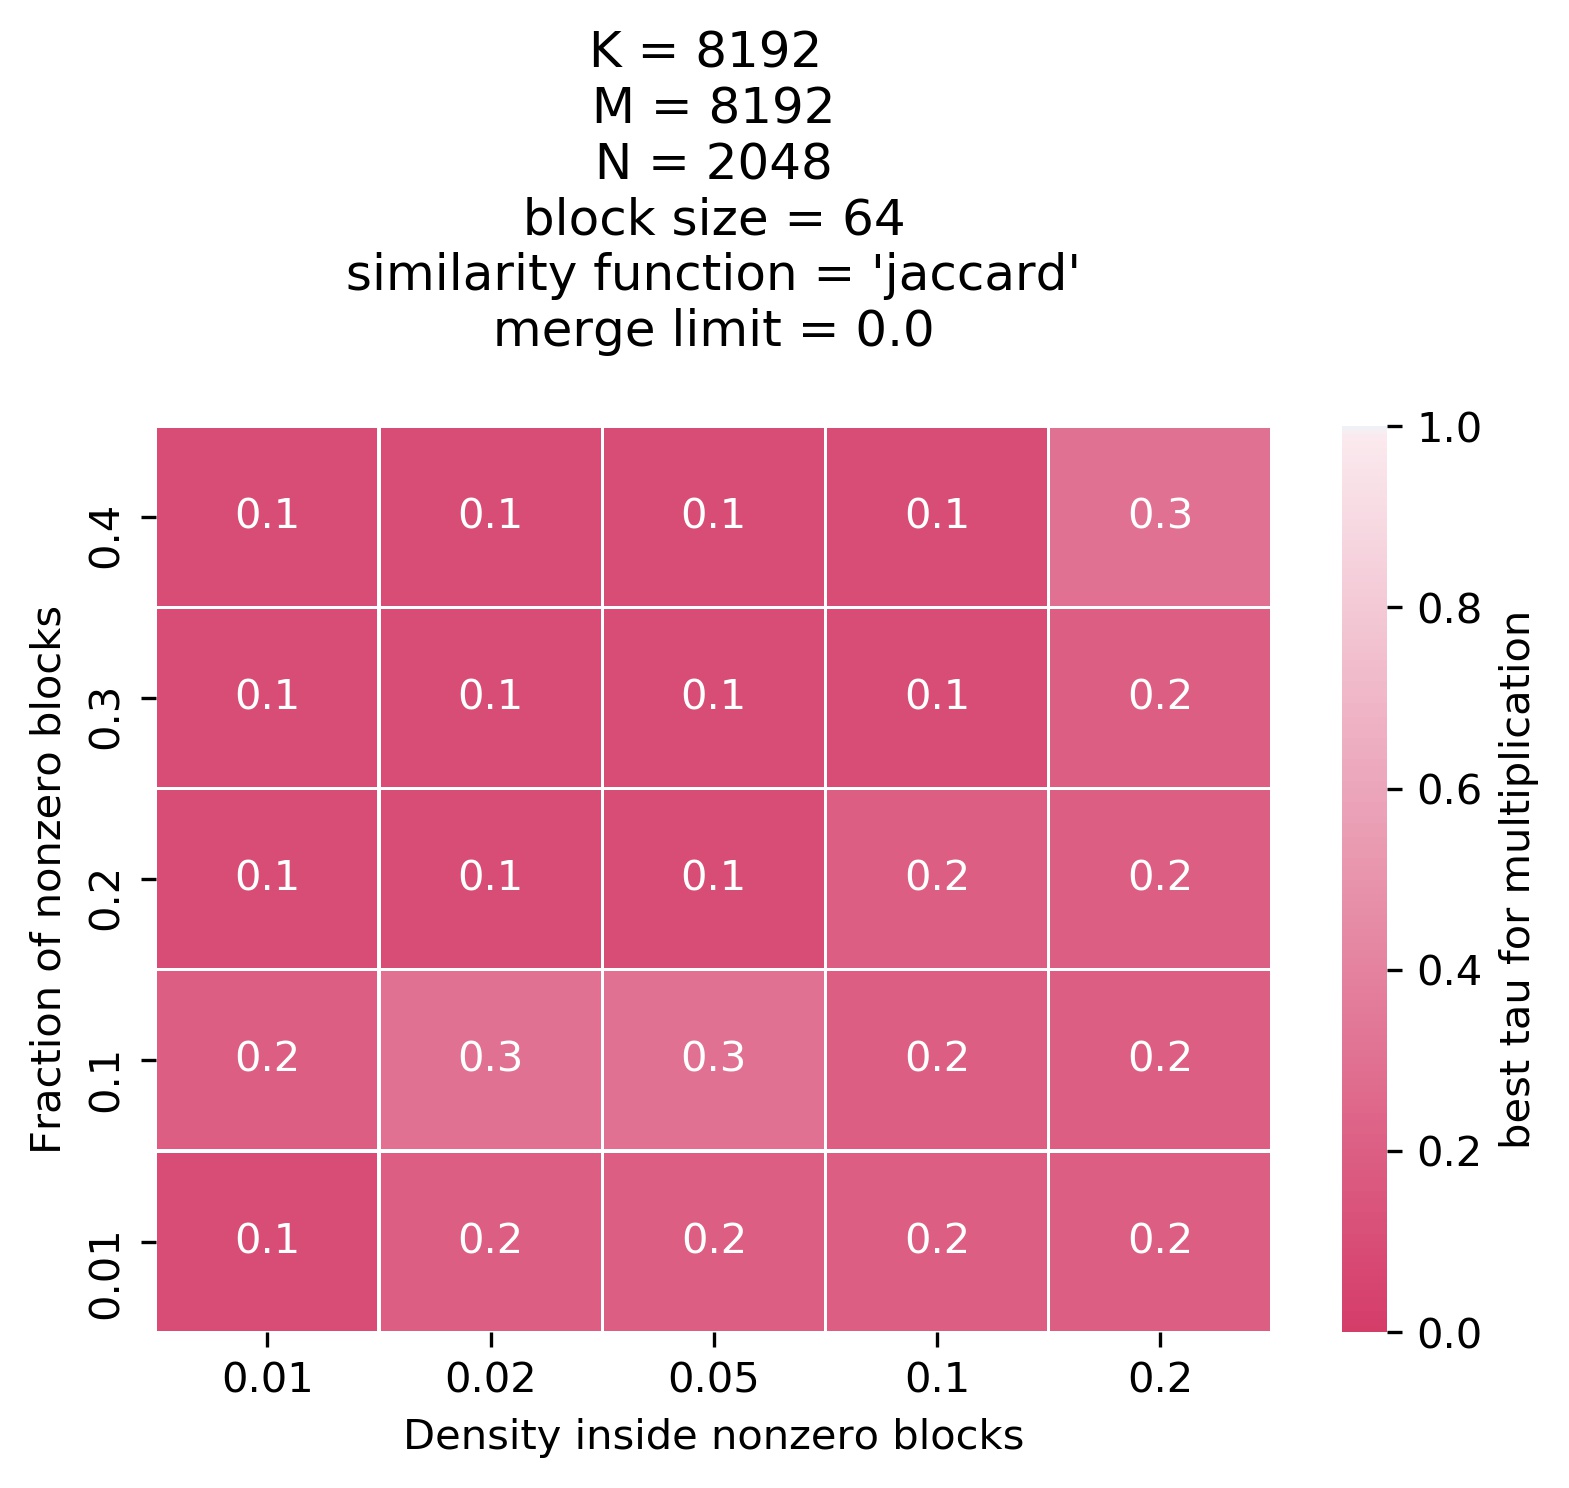 K = 8192
M = 8192
N = 2048
block size = 64
similarity function = 'jaccard'
merge limit = 0.0
Fraction of nonzero blocks
0.4
0.1 0.1 0.1 0.1 0.3
0.3
0.1 0.1 0.1 0.1 0.2
0.2
0.1 0.1 0.1 0.2 0.2
0.1
0.2 0.3 0.3 0.2 0.2
0.01
0.1 0.2 0.2 0.2 0.2
0.01 0.02 0.05 0.1 0.2
Density inside nonzero blocks
1.0
0.8
0.6
0.4
0.2
0.0
best tau for multiplication